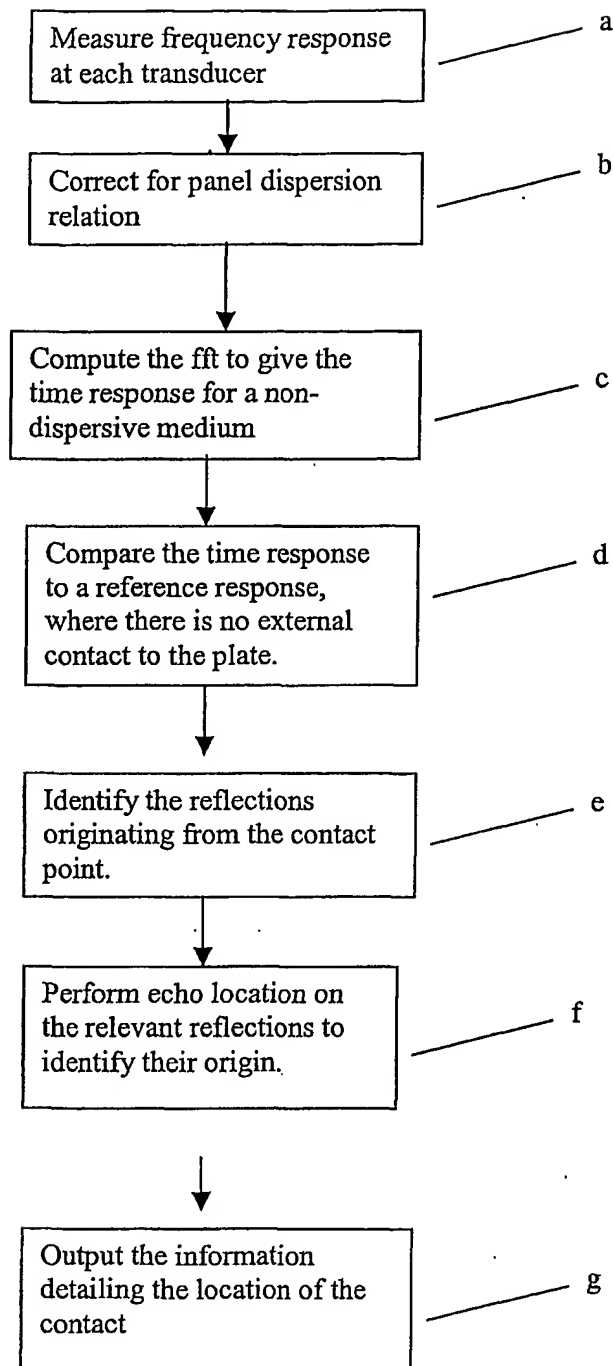 Measure frequency response
at each transducer
a
Correct for panel dispersion
relation
b
Compute the fft to give the
time response for a non-
dispersive medium
c
Compare the time response
to a reference response,
where there is no external
contact to the plate.
d
Identify the reflections
originating from the contact
point.
e
Perform echo location on
the relevant reflections to
identify their origin.
f
Output the information
detailing the location of the
contact
g